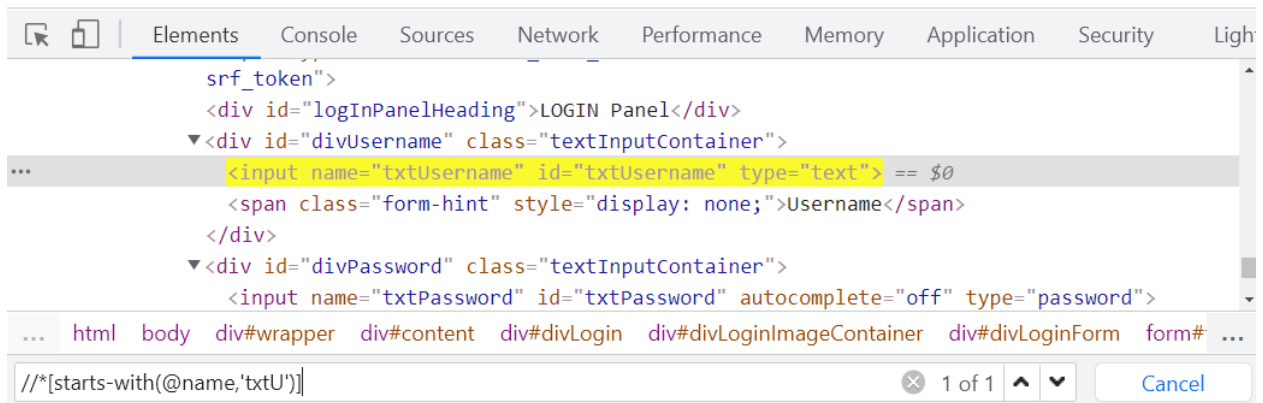 Elements Console Sources Network Performance Memory Application Security Ligh
srf_token">
<div id="logInPanelHeading">LOGIN Panel</div>
▼<div id="divUsername" class="textInputContainer">
••• <input name="txtUsername" id="txtUsername" type="text"> == $0
<span class="form-hint" style="display: none;">Username</span>
</div>
▼<div id="divPassword" class="textInputContainer">
<input name="txtPassword" id="txtPassword" autocomplete="off" type="password">
... html body div#wrapper div#content div#divLogin div#divLoginImageContainer div#divLoginForm form# ...
//*[starts-with(@name,'txtU')] 1 of 1 Cancel